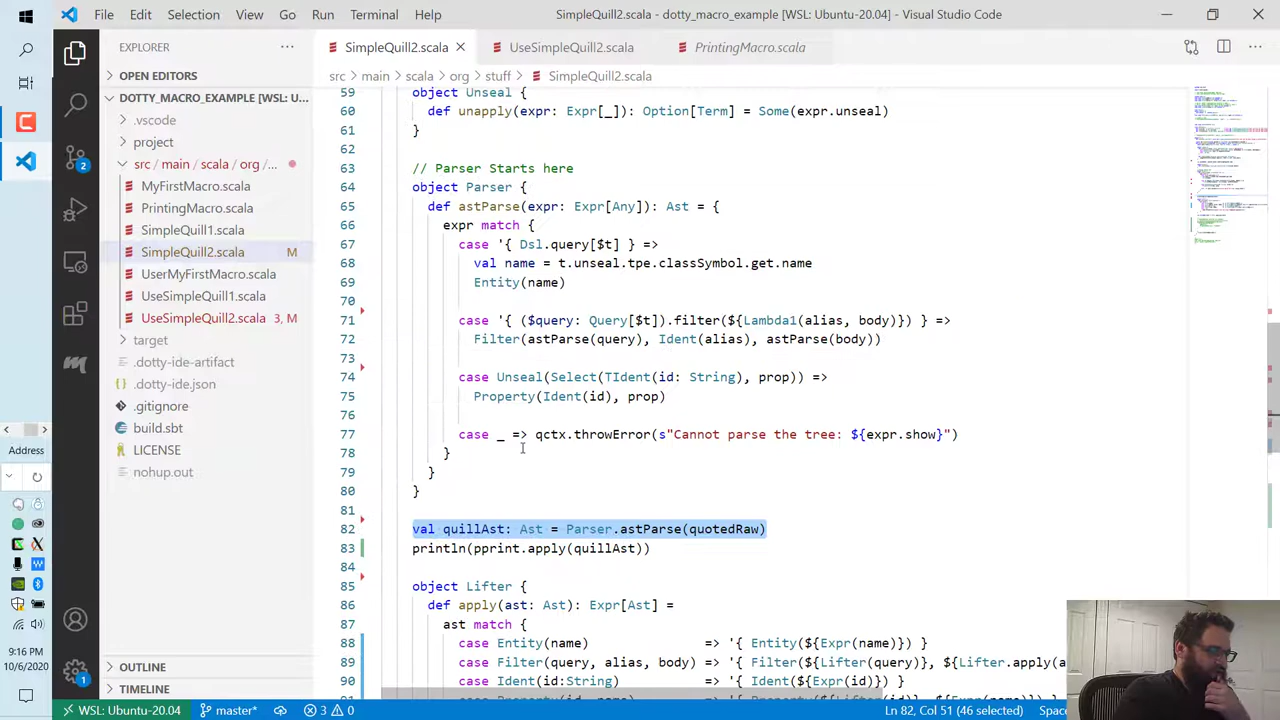 File Edit Selection View Go Run Terminal Help SimpleQuill2.scala - dotty_macro_example [WSL: Ubuntu-20.04] - Visual Studio Code
EXPLORER
SimpleQuill2.scala UseSimpleQuill2.scala PrintingMacro.scala
src > main > scala > org > stuff > SimpleQuill2.scala
OPEN EDITORS
DOTTY_MACRO_EXAMPLE [WSL: U...
.vscode
project
src / main / scala / org / ...
MyFirstMacro.scala
PrintingMacro.scala
SimpleQuill1.scala
SimpleQuill2.scala M
UserMyFirstMacro.scala
UseSimpleQuill1.scala
UseSimpleQuill2.scala 3, M
target
.dotty-ide-artifact
.dotty-ide.json
.gitignore
build.sbt
LICENSE
nohup.out
OUTLINE
TIMELINE
2
1
Address
9:16 PM
10/6/2020
59 object Unseal {
60 def unapply(expr: Expr[_]): Option[Term] = (expr.unseal)
61 }
62
63 Parser here
64 object Parser {
65 def astParse(expr: Expr[Any]): Ast = {
66 expr match {
67 case Dsl.query[$t] } =>
68 val name = t.unseal.tpe.classSymbol.get.name
69 Entity(name)
70
71 case '{ ($query: Query[$t]).filter(${Lambda1(alias, body)}) } =>
72 Filter(astParse(query), Ident(alias), astParse(body))
73
74 case Unseal(Select(TIdent(id: String), prop)) =>
75 Property(Ident(id), prop)
76
77 case _ => qctx.throwError(s"Cannot parse the tree: ${expr.show}")
78 }
79 }
80 }
81
82 val quillAst: Ast = Parser.astParse(quotedRaw)
83 println(pprint.apply(quillAst))
84
85 object Lifter {
86 def apply(ast: Ast): Expr[Ast] =
87 ast match {
88 case Entity(name) => '{ Entity(${Expr(name)}) }
89 case Filter(query, alias, body) => '{ Filter(${Lifter(query)}, ${Lifter.apply(a
90 case Ident(id:String) => '{ Ident(${Expr(id)}) }
WSL: Ubuntu-20.04 master* 3 0 Ln 82, Col 51 (46 selected) Space